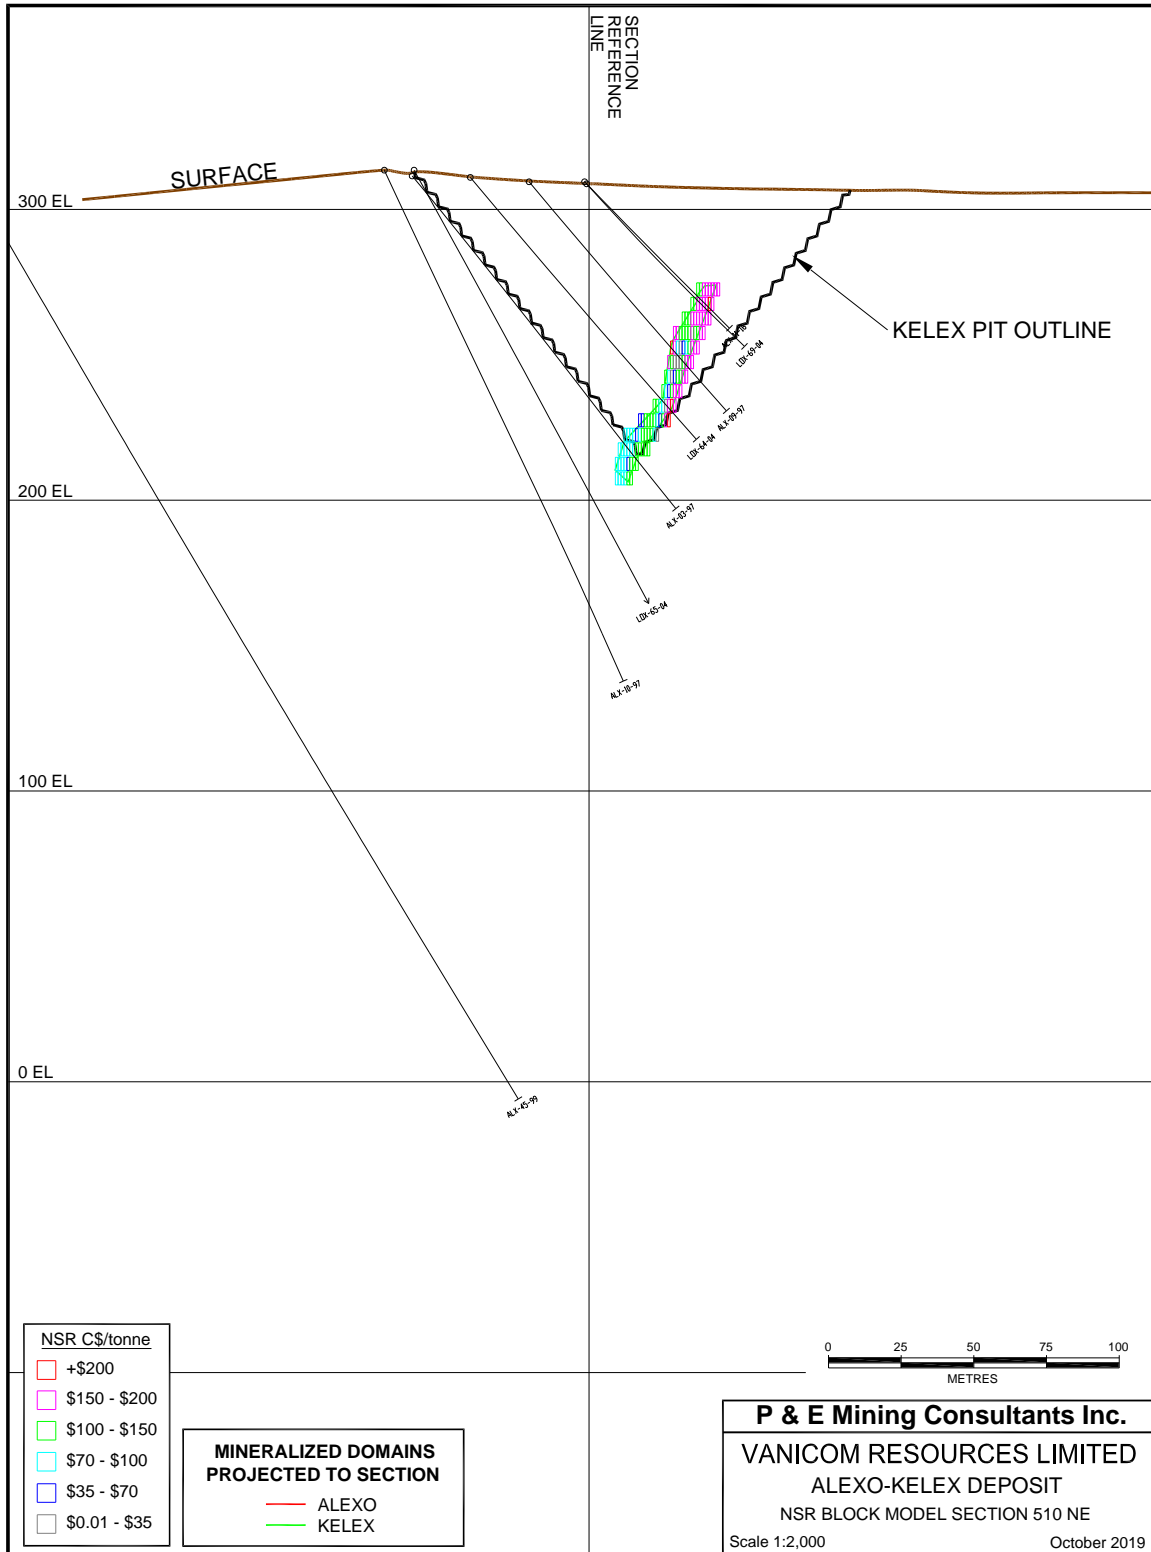 SECTION
REFERENCE
LINE
SURFACE
300 EL
KELEX PIT OUTLINE
LOX-69-04
ALX-09-97
LOX-64-04
200 EL
ALX-03-97
LOX-65-04
ALX-10-97
100 EL
0 EL
ALX-45-99
NSR C$/tonne
+$200
$150 - $200
$100 - $150
$70 - $100
$35 - $70
$0.01 - $35
MINERALIZED DOMAINS
PROJECTED TO SECTION
ALEXO
KELEX
0 25 50 75 100
METRES
P & E Mining Consultants Inc.
VANICOM RESOURCES LIMITED
ALEXO-KELEX DEPOSIT
NSR BLOCK MODEL SECTION 510 NE
Scale 1:2,000 October 2019